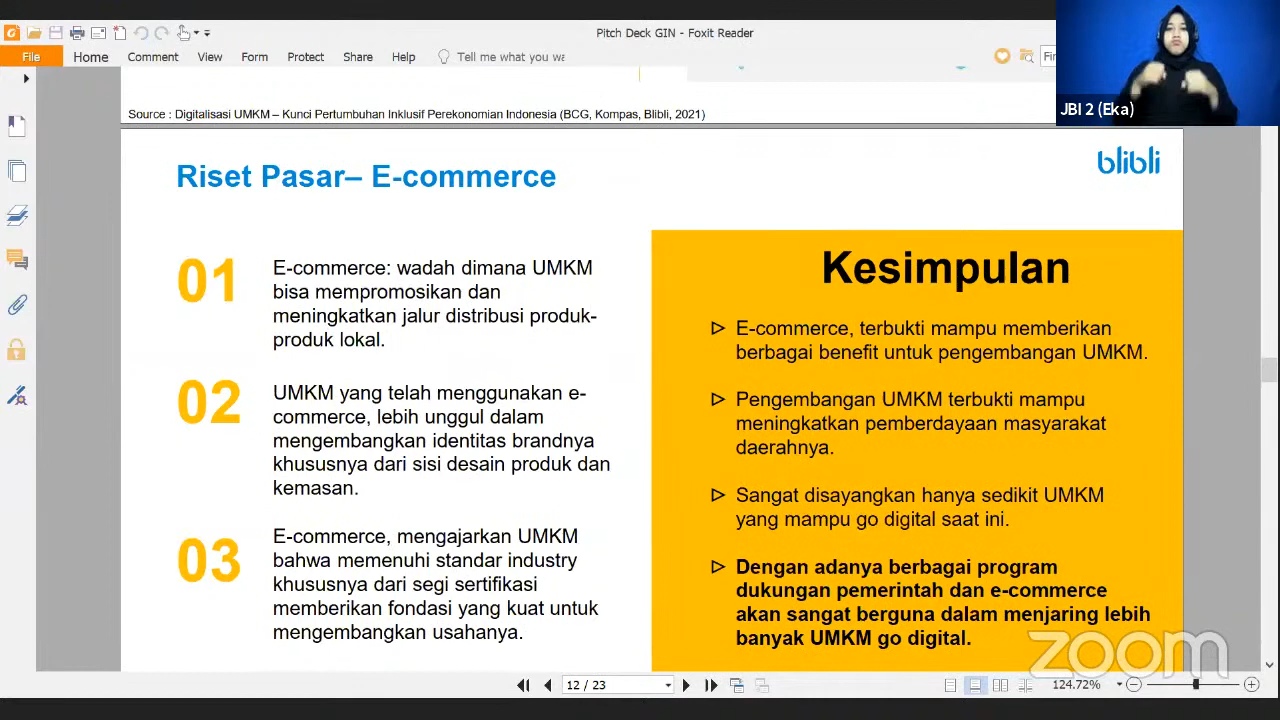 Pitch Deck GIN - Foxit Reader
File Home Comment View Form Protect Share Help Tell me what you wa
Fin
JBI 2 (Eka)
Source : Digitalisasi UMKM – Kunci Pertumbuhan Inklusif Perekonomian Indonesia (BCG, Kompas, Blibli, 2021)
Riset Pasar– E-commerce
blibli
01
E-commerce: wadah dimana UMKM
bisa mempromosikan dan
meningkatkan jalur distribusi produk-
produk lokal.
02
UMKM yang telah menggunakan e-
commerce, lebih unggul dalam
mengembangkan identitas brandnya
khususnya dari sisi desain produk dan
kemasan.
03
E-commerce, mengajarkan UMKM
bahwa memenuhi standar industry
khususnya dari segi sertifikasi
memberikan fondasi yang kuat untuk
mengembangkan usahanya.
Kesimpulan
E-commerce, terbukti mampu memberikan
berbagai benefit untuk pengembangan UMKM.
Pengembangan UMKM terbukti mampu
meningkatkan pemberdayaan masyarakat
daerahnya.
Sangat disayangkan hanya sedikit UMKM
yang mampu go digital saat ini.
Dengan adanya berbagai program
dukungan pemerintah dan e-commerce
akan sangat berguna dalam menjaring lebih
banyak UMKM go digital.
zoom
12 / 23
124.72%